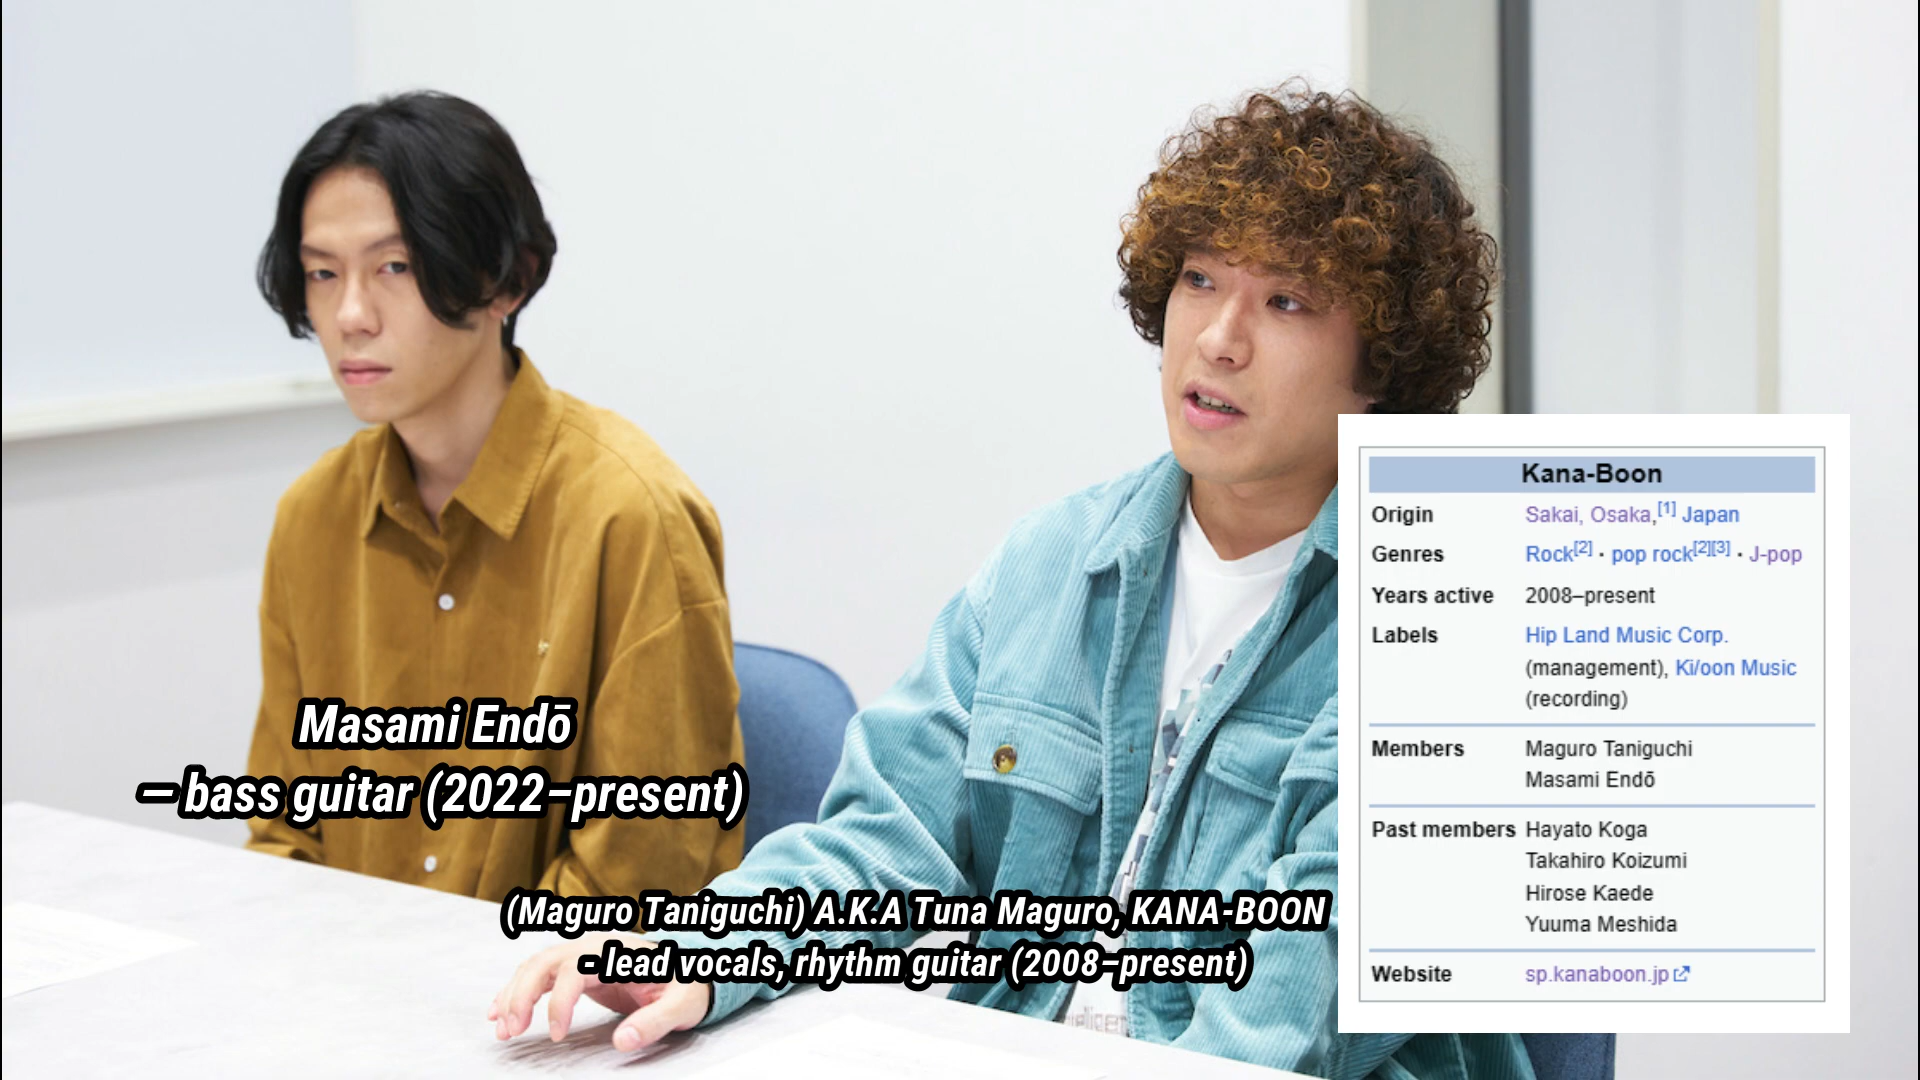 Masami Endō
– bass guitar (2022–present)
(Maguro Taniguchi) A.K.A Tuna Maguro, KANA-BOON
- lead vocals, rhythm guitar (2008–present)
Kana-Boon
Origin Sakai, Osaka,[1] Japan
Genres Rock[2] · pop rock[2][3] · J-pop
Years active 2008–present
Labels Hip Land Music Corp.
(management), Ki/oon Music
(recording)
Members Maguro Taniguchi
Masami Endō
Past members Hayato Koga
Takahiro Koizumi
Hirose Kaede
Yuuma Meshida
Website sp.kanaboon.jp